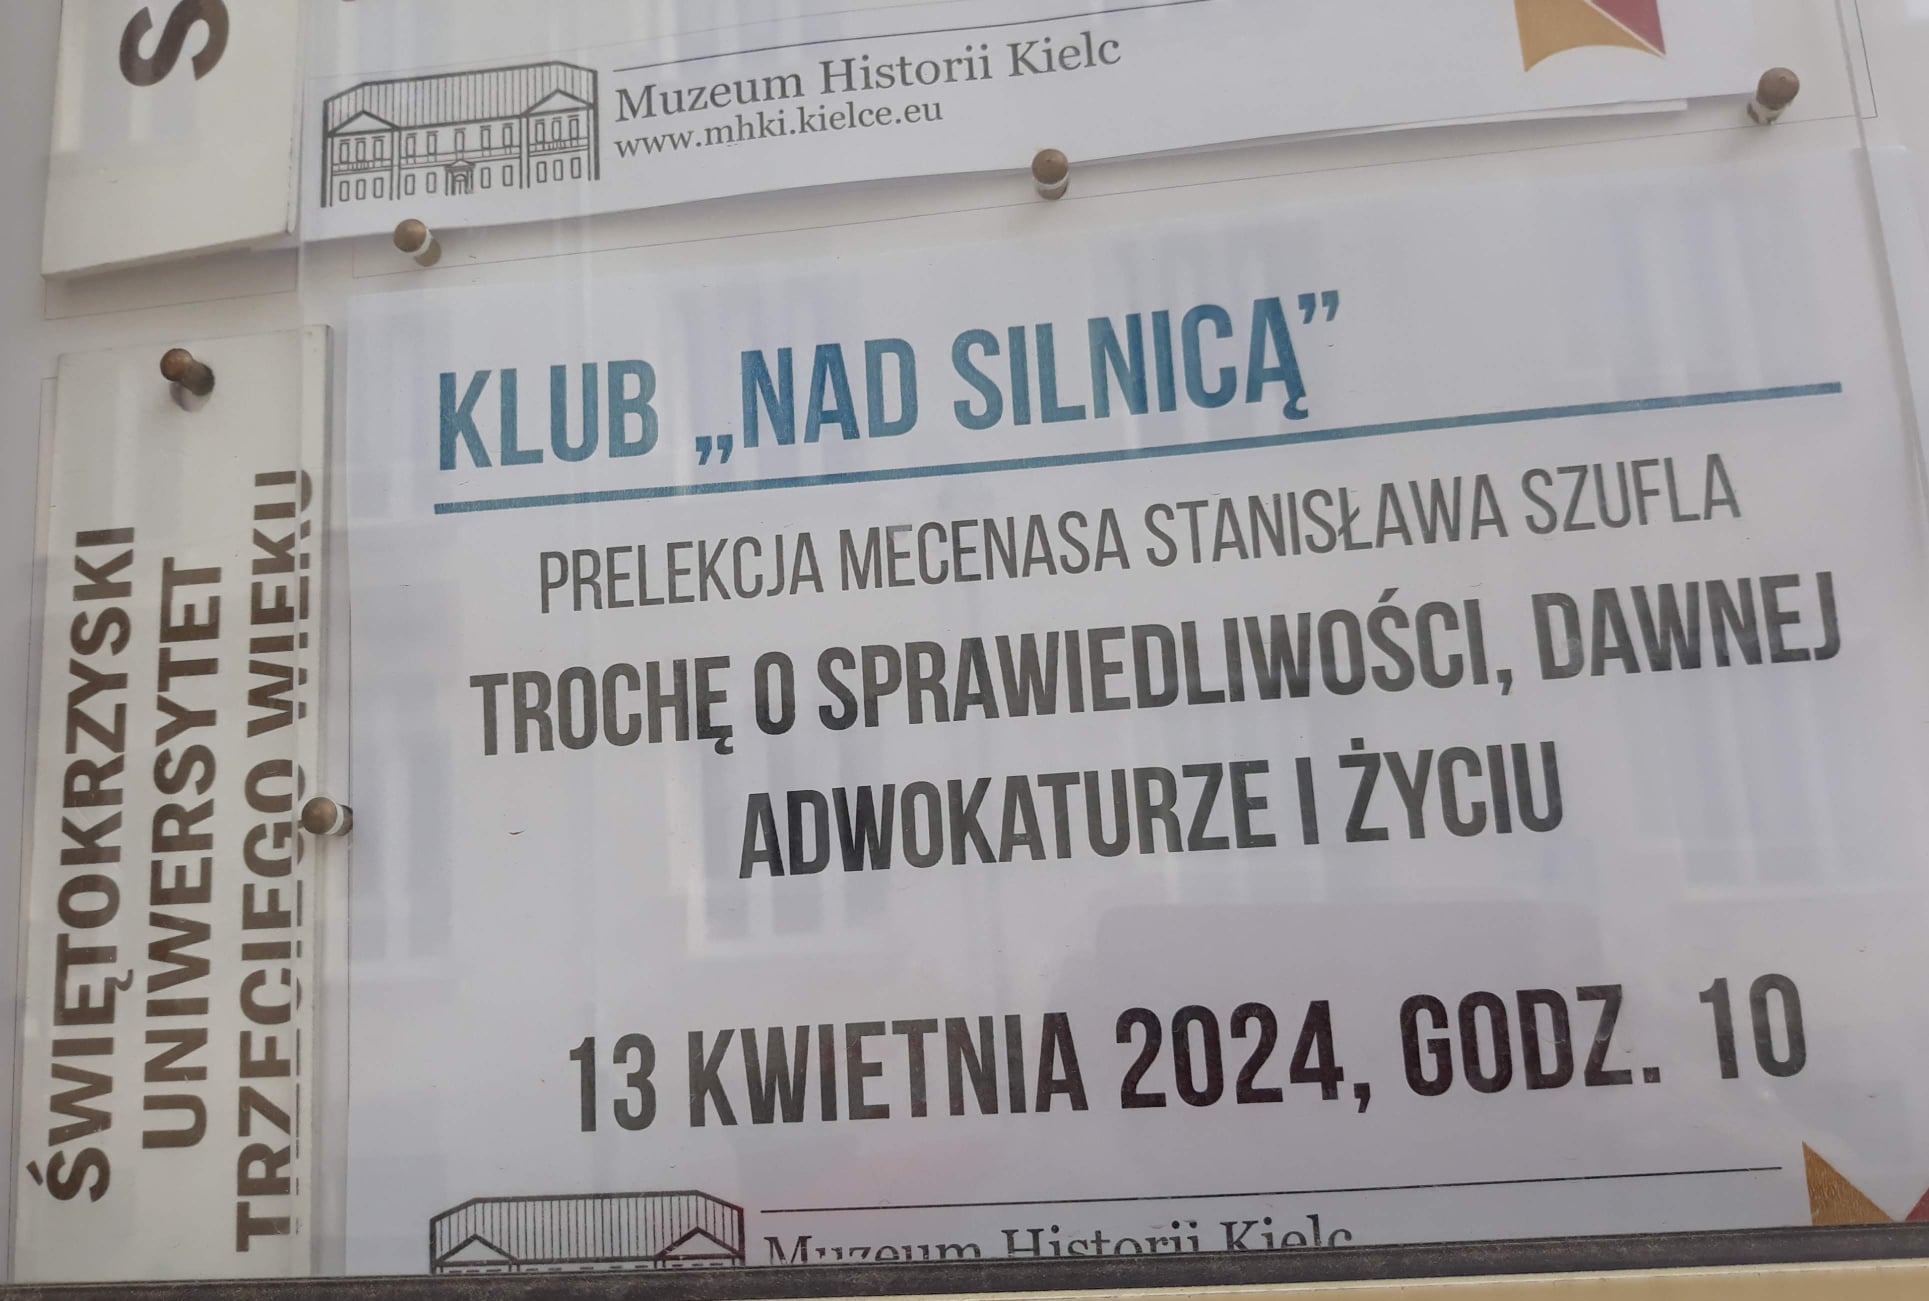 S
Muzeum Historii Kielc
www.mhki.kielce.eu
ŚWIĘTOKRZYSKI
UNIWERSYTET
TRZECIEGO WIEKU
KLUB „NAD SILNICĄ”
PRELEKCJA MECENASA STANISŁAWA SZUFLA
TROCHĘ O SPRAWIEDLIWOŚCI, DAWNEJ
ADWOKATURZE I ŻYCIU
13 KWIETNIA 2024, GODZ. 10
Muzeum Historii Kielc